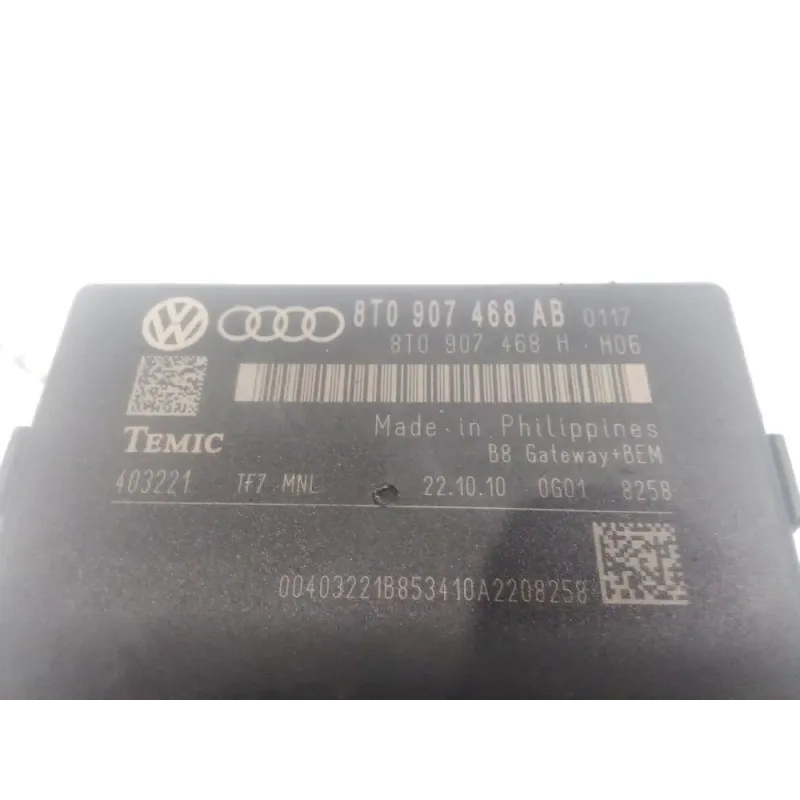 8T0 907 468 AB 0117
8T0 907 468 H · H06
TEMIC
Made in Philippines
B8 Gateway+BEM
403221 TF7 MNL 22.10.10 0G01 8258
00403221B853410A2208258